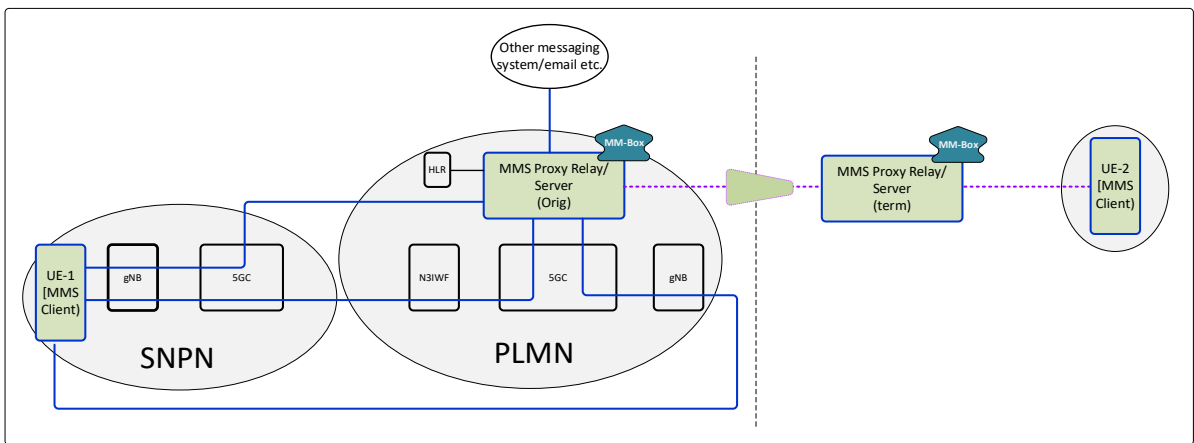 Other messaging
system/email etc.
MM-Box
HLR
MMS Proxy Relay/
Server
(Orig)
MM-Box
MMS Proxy Relay/
Server
(term)
UE-2
[MMS
Client)
UE-1
[MMS
Client)
gNB
5GC
N3IWF
5GC
gNB
SNPN
PLMN